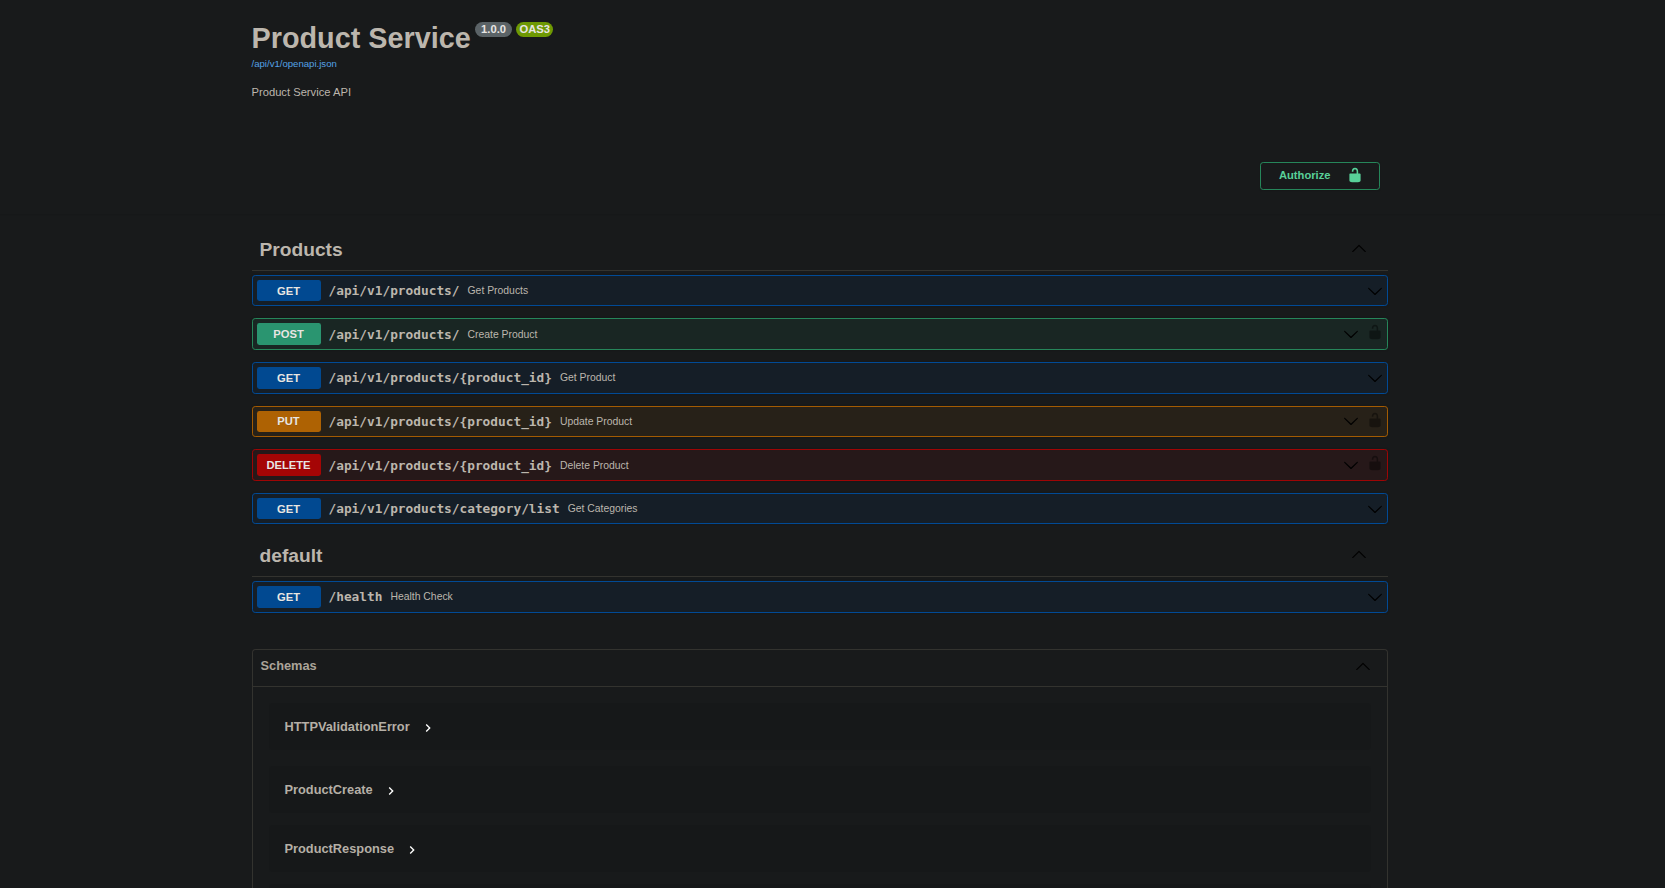 Product Service 1.0.0 OAS3
/api/v1/openapi.json
Product Service API
Authorize
Products
GET /api/v1/products/ Get Products
POST /api/v1/products/ Create Product
GET /api/v1/products/{product_id} Get Product
PUT /api/v1/products/{product_id} Update Product
DELETE /api/v1/products/{product_id} Delete Product
GET /api/v1/products/category/list Get Categories
default
GET /health Health Check
Schemas
HTTPValidationError
ProductCreate
ProductResponse